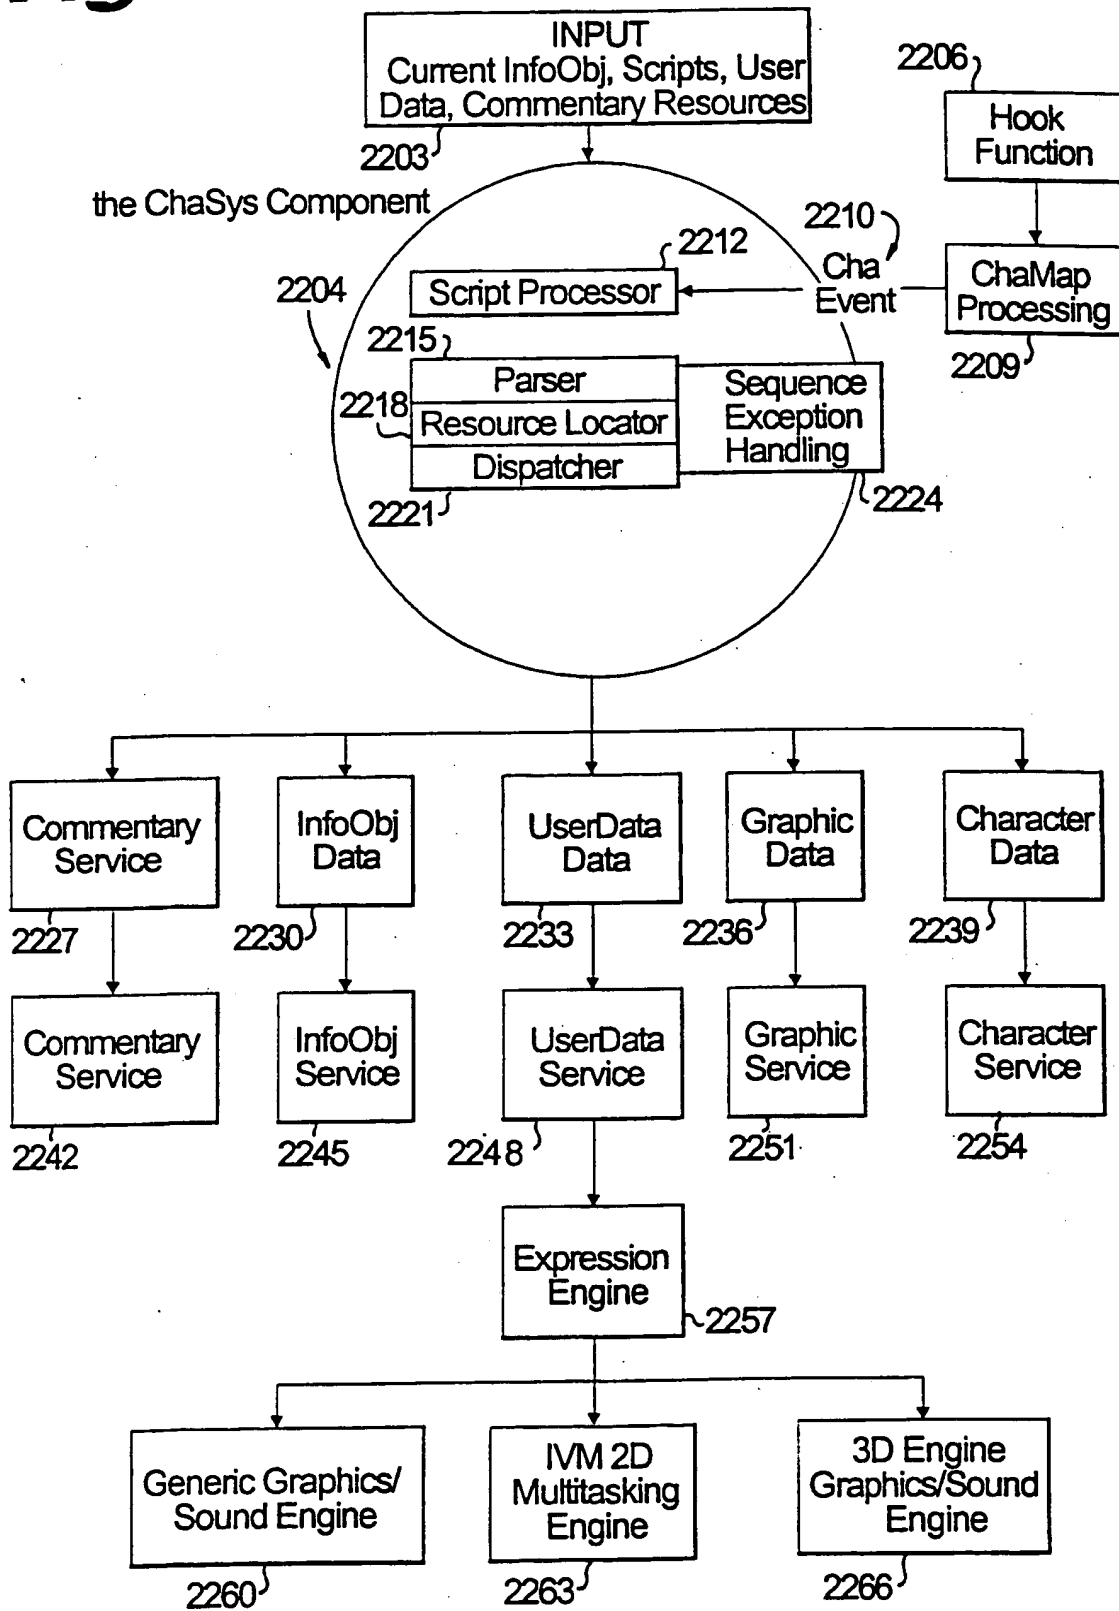 INPUT
Current InfoObj, Scripts, User
Data, Commentary Resources
2203
2206
Hook
Function
the ChaSys Component
2210
2212
Cha
Event
ChaMap
Processing
2209
2204
Script Processor
2215
Parser
2218
Resource Locator
Dispatcher
2221
Sequence
Exception
Handling
2224
Commentary
Service
2227
InfoObj
Data
2230
UserData
Data
2233
Graphic
Data
2236
Character
Data
2239
Commentary
Service
2242
InfoObj
Service
2245
UserData
Service
2248
Graphic
Service
2251
Character
Service
2254
Expression
Engine
2257
Generic Graphics/
Sound Engine
2260
IVM 2D
Multitasking
Engine
2263
3D Engine
Graphics/Sound
Engine
2266